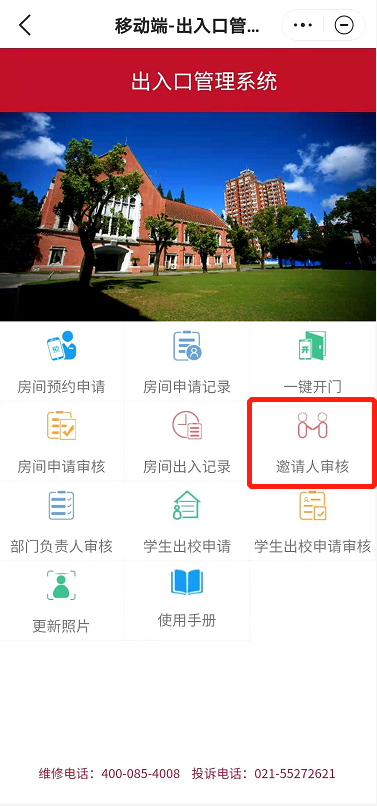 移动端-出入口管...
出入口管理系统
房间预约申请
房间申请记录
一键开门
房间申请审核
房间出入记录
邀请人审核
部门负责人审核
学生出校申请
学生出校申请审核
更新照片
使用手册
维修电话：400-085-4008 投诉电话：021-55272621